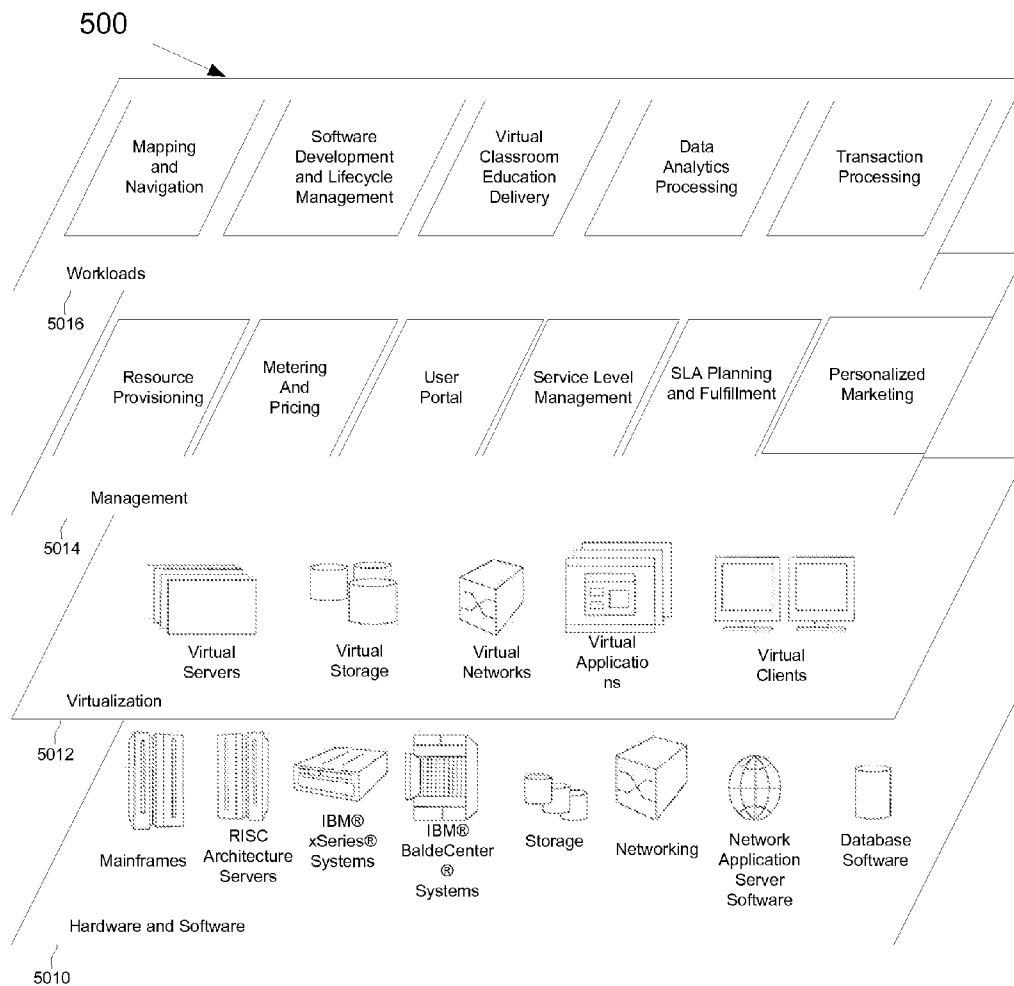 500
Mapping
and
Navigation
Software
Development
and Lifecycle
Management
Virtual
Classroom
Education
Delivery
Data
Analytics
Processing
Transaction
Processing
Workloads
5016
Resource
Provisioning
Metering
And
Pricing
User
Portal
Service Level
Management
SLA Planning
and Fulfillment
Personalized
Marketing
Management
5014
Virtual
Servers
Virtual
Storage
Virtual
Networks
Virtual
Applicatio
ns
Virtual
Clients
Virtualization
5012
Mainframes
RISC
Architecture
Servers
IBM®
xSeries®
Systems
IBM®
BaldeCenter
®
Systems
Storage
Networking
Network
Application
Server
Software
Database
Software
Hardware and Software
5010